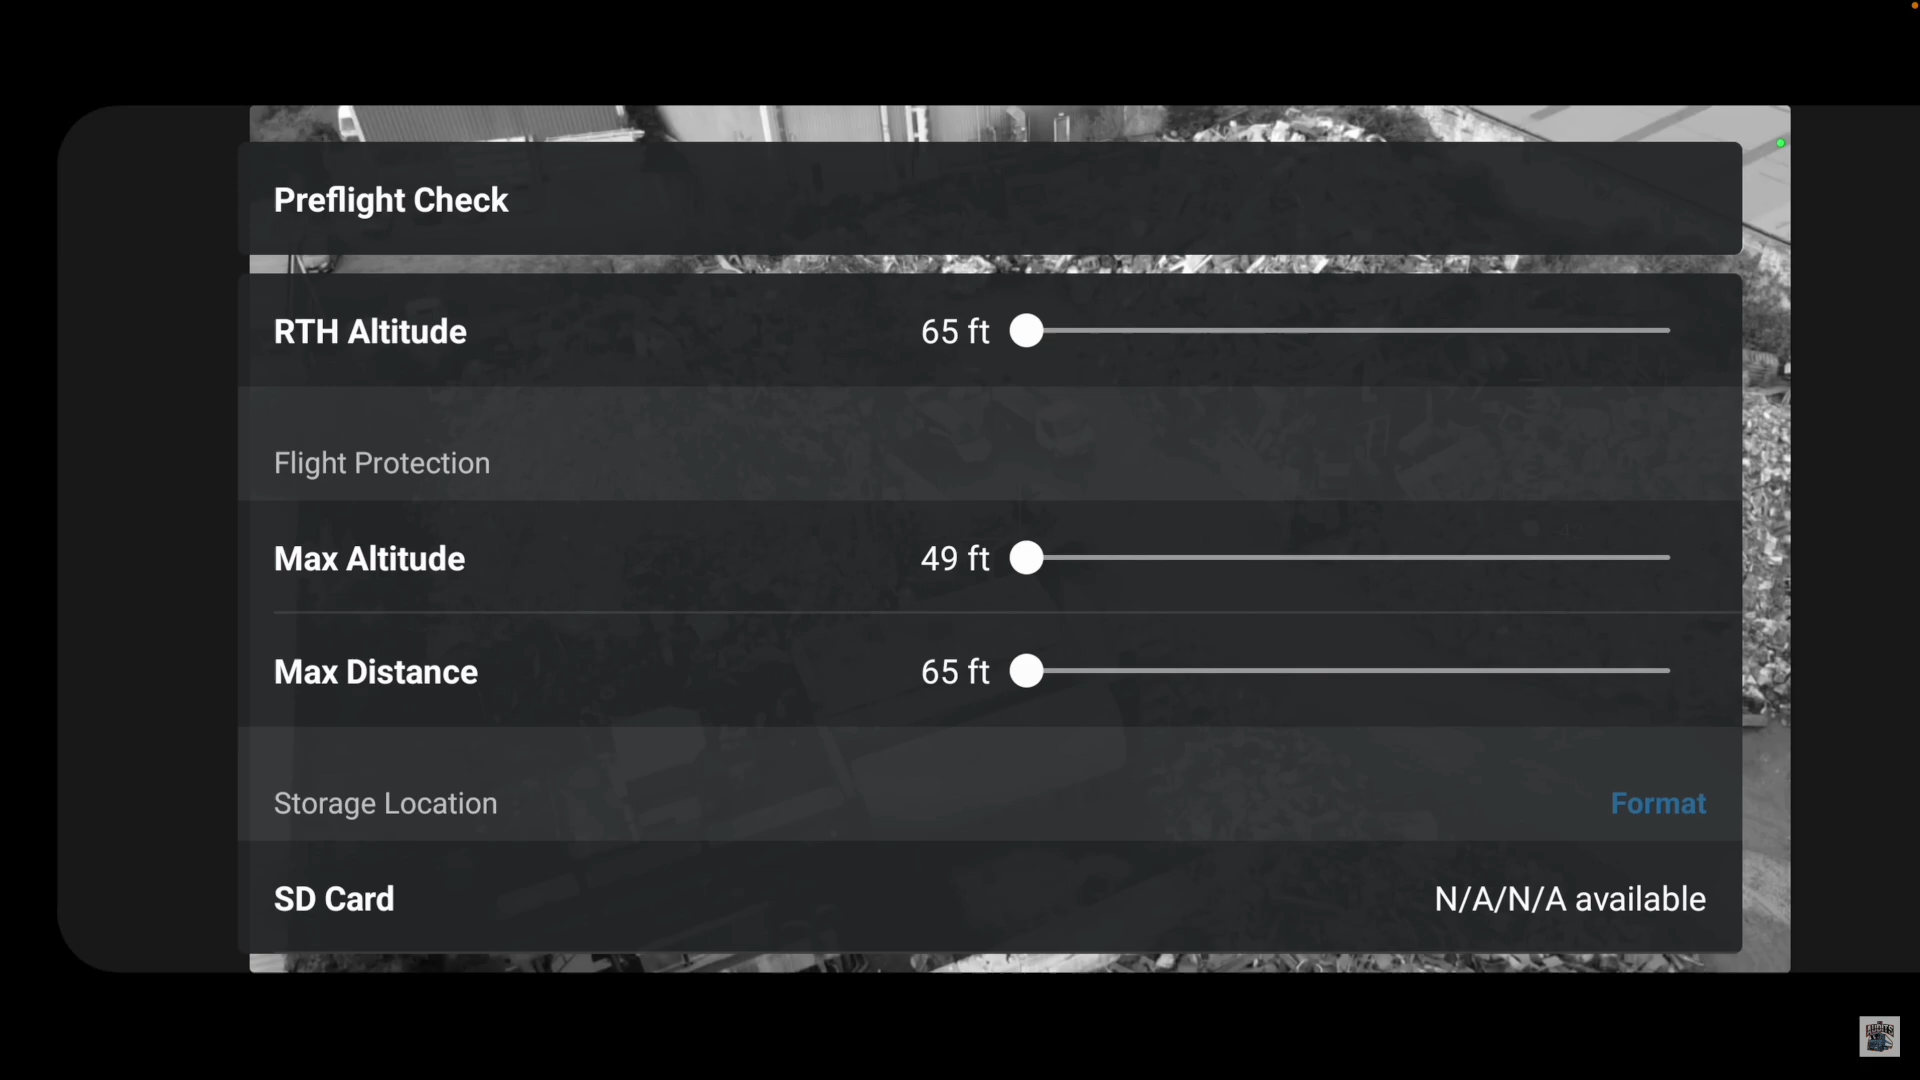 Preflight Check
RTH Altitude 65 ft
Flight Protection
Max Altitude 49 ft
Max Distance 65 ft
Storage Location Format
SD Card N/A/N/A available
AUDITS